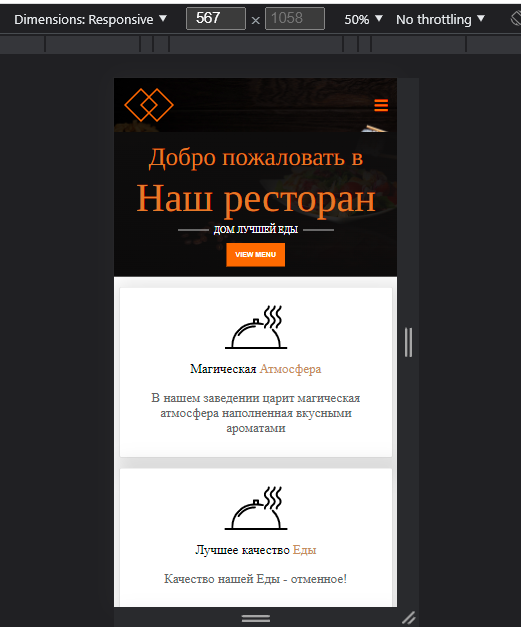 Dimensions: Responsive ▼ 567 × 1058 50% ▼ No throttling ▼
Добро пожаловать в
Наш ресторан
ДОМ ЛУЧШЕЙ ЕДЫ
VIEW MENU
Магическая Атмосфера
В нашем заведении царит магическая
атмосфера наполненная вкусными
ароматами
Лучшее качество Еды
Качество нашей Еды - отменное!